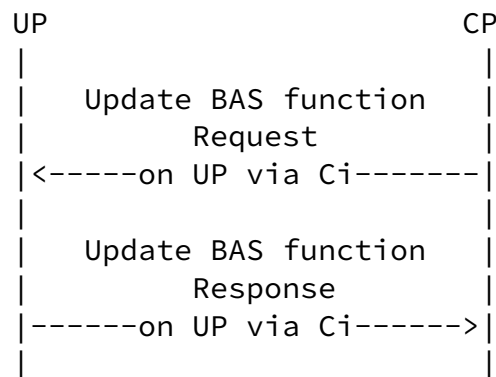 UP CP
| |
| Update BAS function |
| Request |
|<-----on UP via Ci-------|
| |
| Update BAS function |
| Response |
|------on UP via Ci------>|
| |